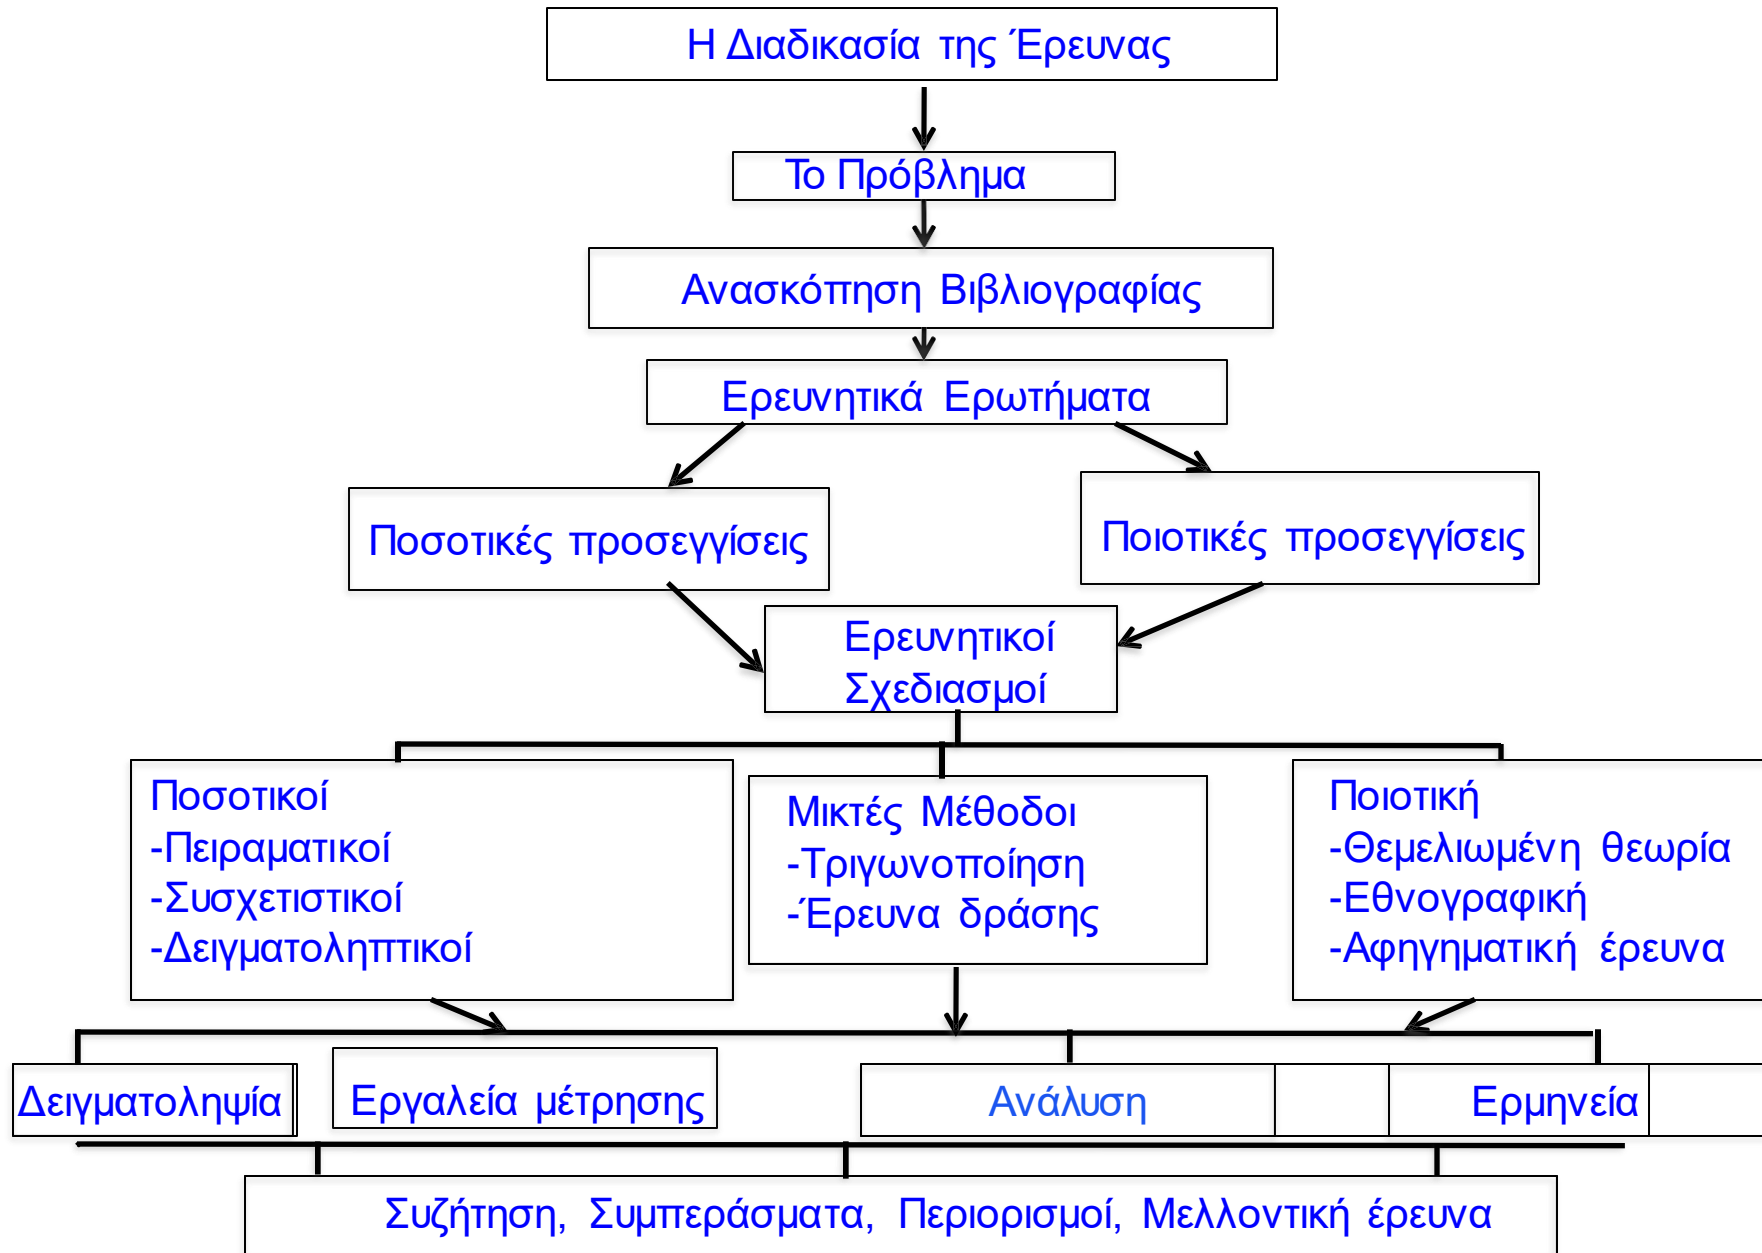 Η Διαδικασία της Έρευνας
Το Πρόβλημα
Ανασκόπηση Βιβλιογραφίας
Ερευνητικά Ερωτήματα
Ποσοτικές προσεγγίσεις
Ποιοτικές προσεγγίσεις
Ερευνητικοί
Σχεδιασμοί
Ποσοτικοί
-Πειραματικοί
-Συσχετιστικοί
-Δειγματοληπτικοί
Μικτές Μέθοδοι
-Τριγωνοποίηση
-Έρευνα δράσης
Ποιοτική
-Θεμελιωμένη θεωρία
-Εθνογραφική
-Αφηγηματική έρευνα
Δειγματοληψία
Εργαλεία μέτρησης
Ανάλυση
Ερμηνεία
Συζήτηση, Συμπεράσματα, Περιορισμοί, Μελλοντική έρευνα